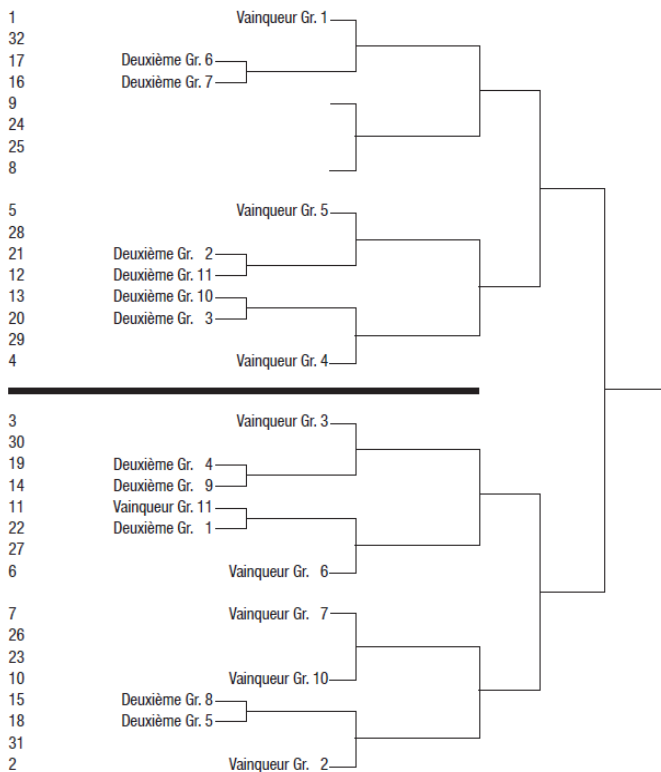 1 Vainqueur Gr. 1
32
17 Deuxième Gr. 6
16 Deuxième Gr. 7
9
24
25
8
5 Vainqueur Gr. 5
28
21 Deuxième Gr. 2
12 Deuxième Gr. 11
13 Deuxième Gr. 10
20 Deuxième Gr. 3
29
4 Vainqueur Gr. 4
3 Vainqueur Gr. 3
30
19 Deuxième Gr. 4
14 Deuxième Gr. 9
11 Vainqueur Gr. 11
22 Deuxième Gr. 1
27
6 Vainqueur Gr. 6
7 Vainqueur Gr. 7
26
23
10 Vainqueur Gr. 10
15 Deuxième Gr. 8
18 Deuxième Gr. 5
31
2 Vainqueur Gr. 2